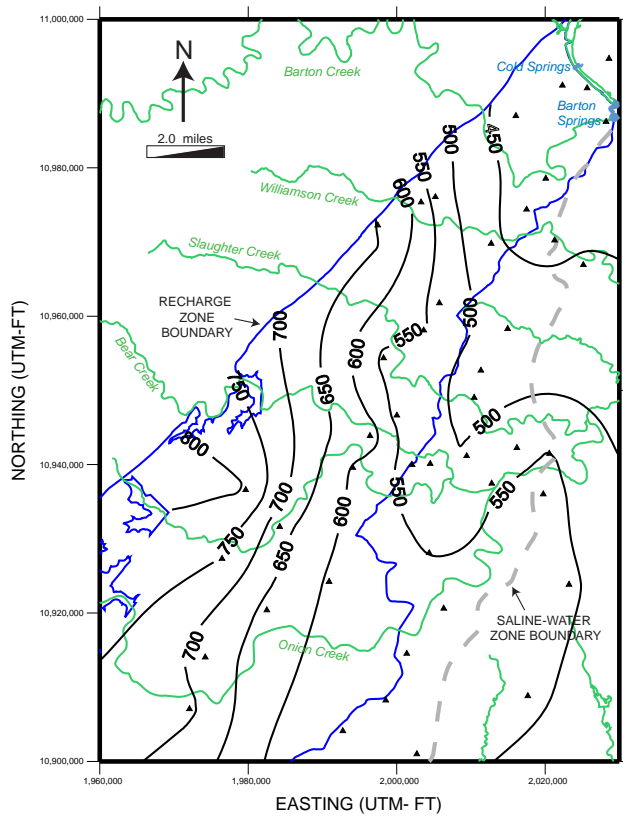 11,000,000
N
Cold Springs
Barton Creek
Barton
Springs
450
2.0 miles
500
550
10,980,000
600
Williamson Creek
Slaughter Creek
RECHARGE
ZONE
BOUNDARY
700
500
10,960,000
550
600
Bear Creek
650
750
500
800
10,940,000
550
550
700
600
750
650
10,920,000
SALINE-WATER
ZONE BOUNDARY
700
Onion Creek
10,900,000
1,960,000
1,980,000
2,000,000
2,020,000
EASTING (UTM- FT)
NORTHING (UTM-FT)